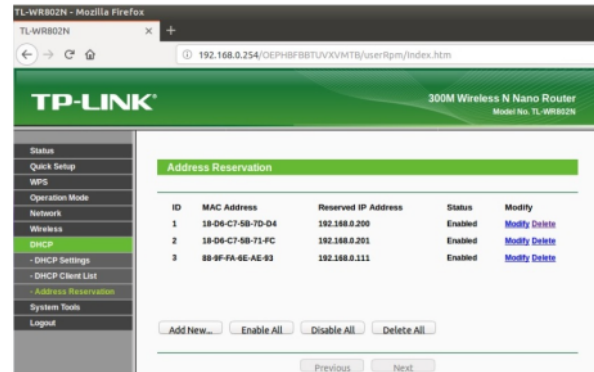 TL-WR802N - Mozilla Firefox
TL-WR802N × +
192.168.0.254/OEPHBFBBTUVXVMTB/userRpm/Index.htm
TP-LINK
300M Wireless N Nano Router
Model No. TL-WR802N
Status
Quick Setup
WPS
Operation Mode
Network
Wireless
DHCP
- DHCP Settings
- DHCP Client List
- Address Reservation
System Tools
Logout
Address Reservation
ID MAC Address Reserved IP Address Status Modify
1 18-D6-C7-5B-7D-D4 192.168.0.200 Enabled Modify Delete
2 18-D6-C7-5B-71-FC 192.168.0.201 Enabled Modify Delete
3 88-9F-FA-6E-AE-93 192.168.0.111 Enabled Modify Delete
Add New... Enable All Disable All Delete All
Previous Next